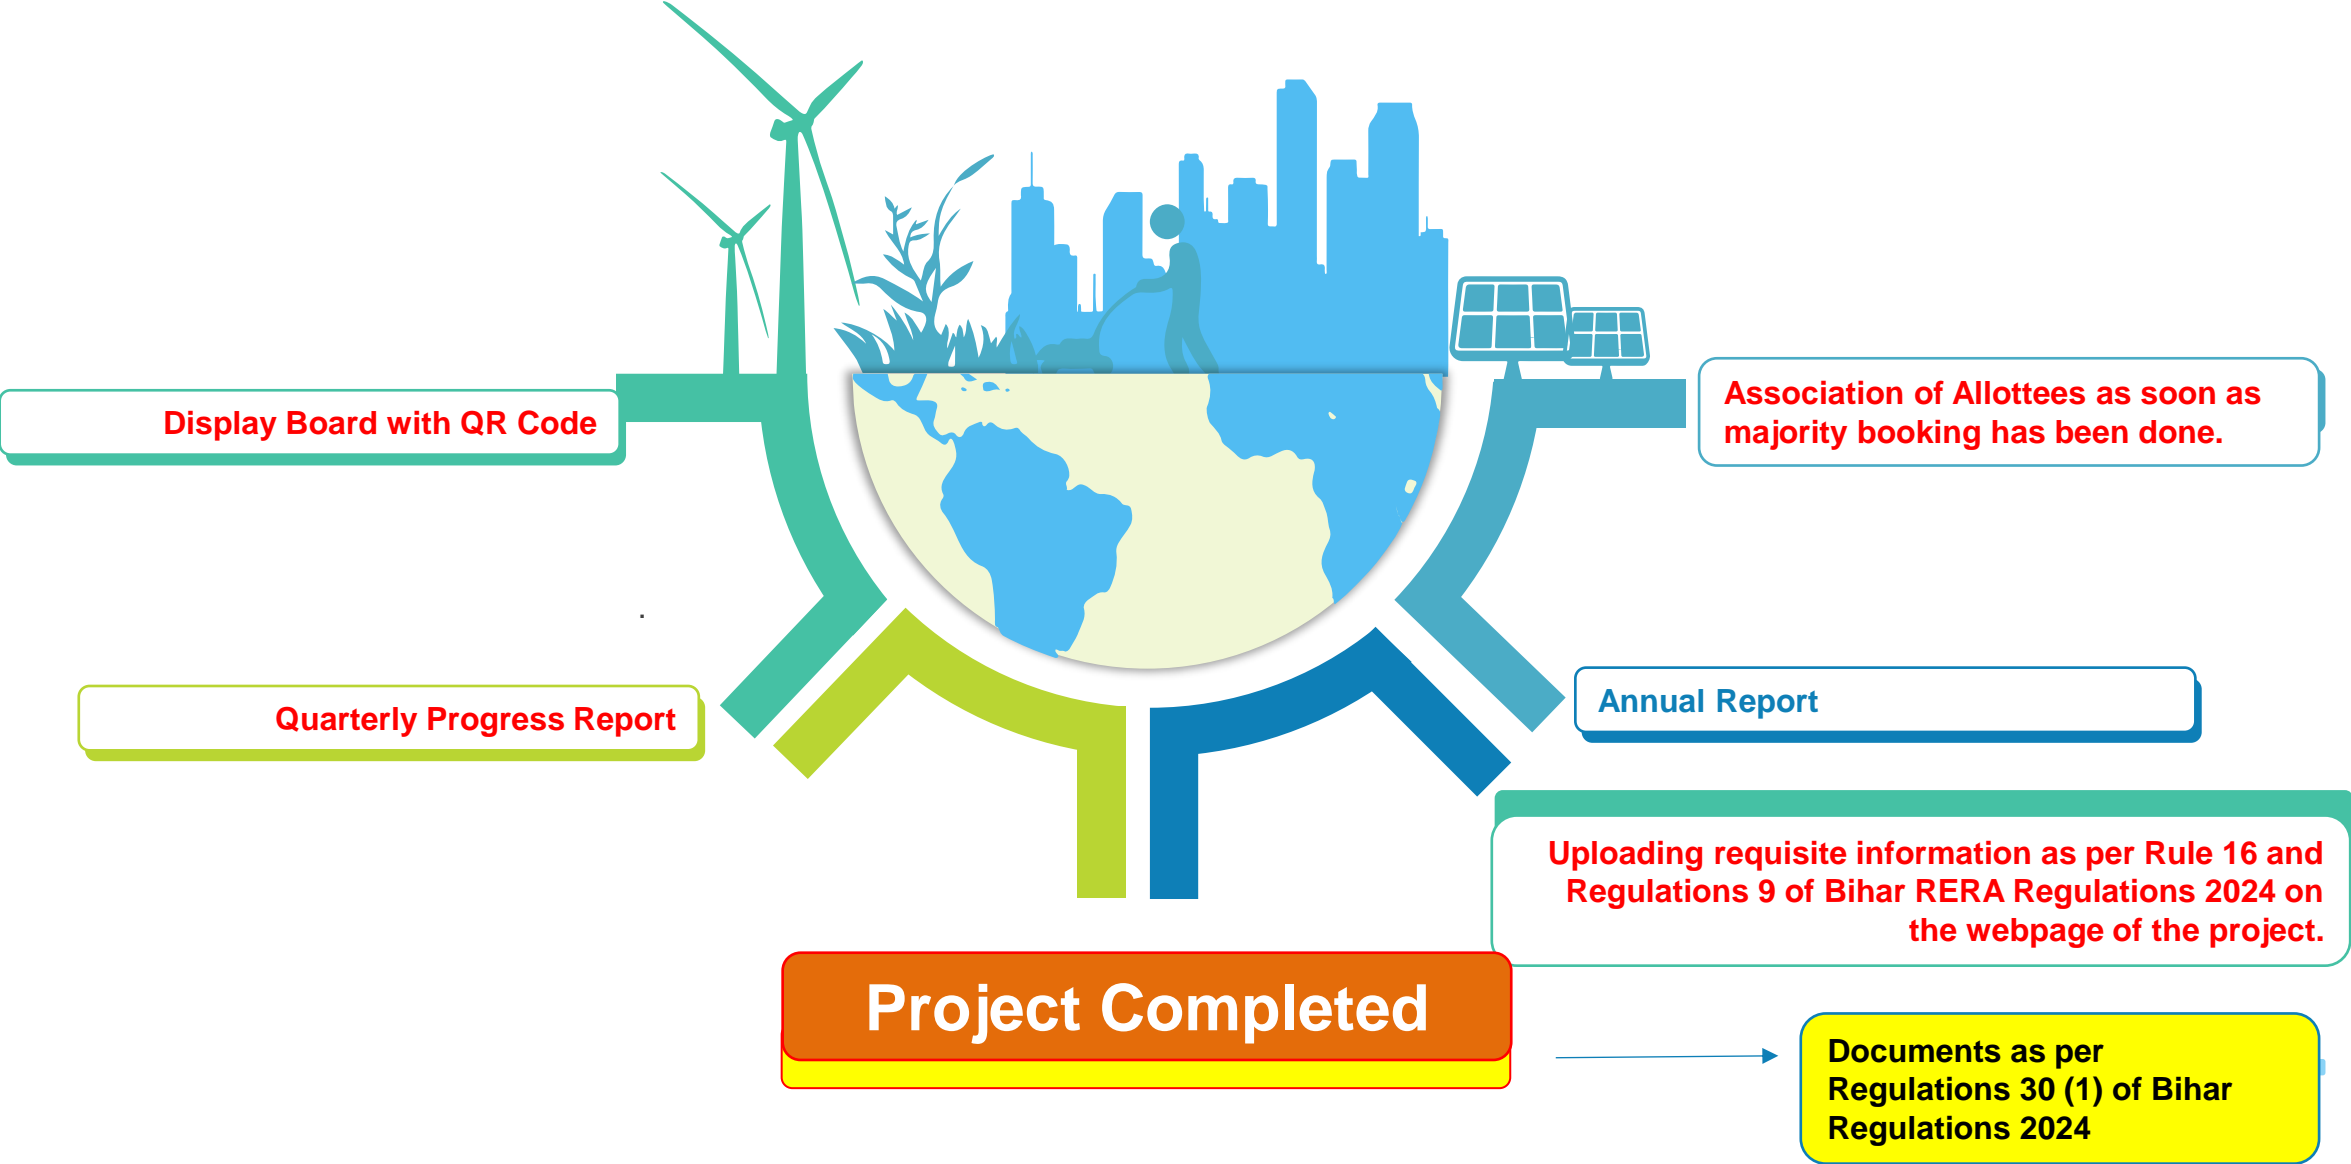 Display Board with QR Code
Association of Allottees as soon as
majority booking has been done.
.
Quarterly Progress Report
Annual Report
Uploading requisite information as per Rule 16 and
Regulations 9 of Bihar RERA Regulations 2024 on
the webpage of the project.
Project Completed
Documents as per
Regulations 30 (1) of Bihar
Regulations 2024